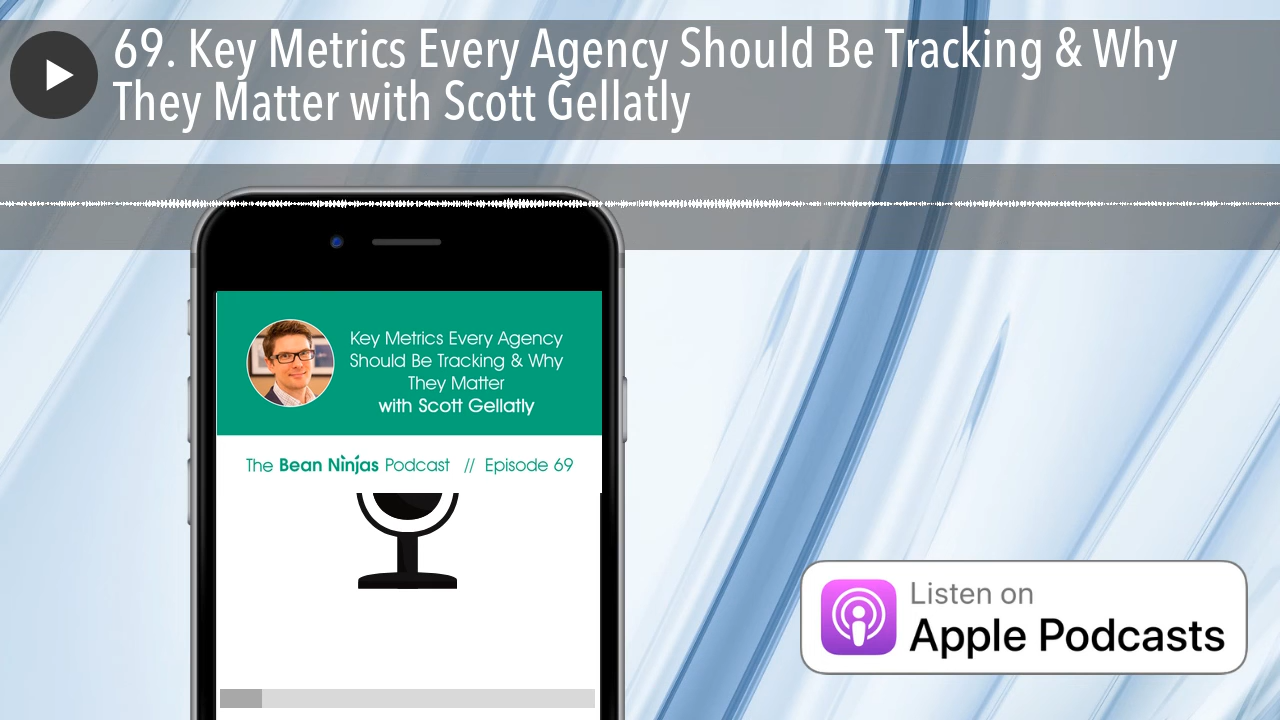 69. Key Metrics Every Agency Should Be Tracking & Why
They Matter with Scott Gellatly
Key Metrics Every Agency
Should Be Tracking & Why
They Matter
with Scott Gellatly
The Bean Ninjas Podcast // Episode 69
Listen on
Apple Podcasts